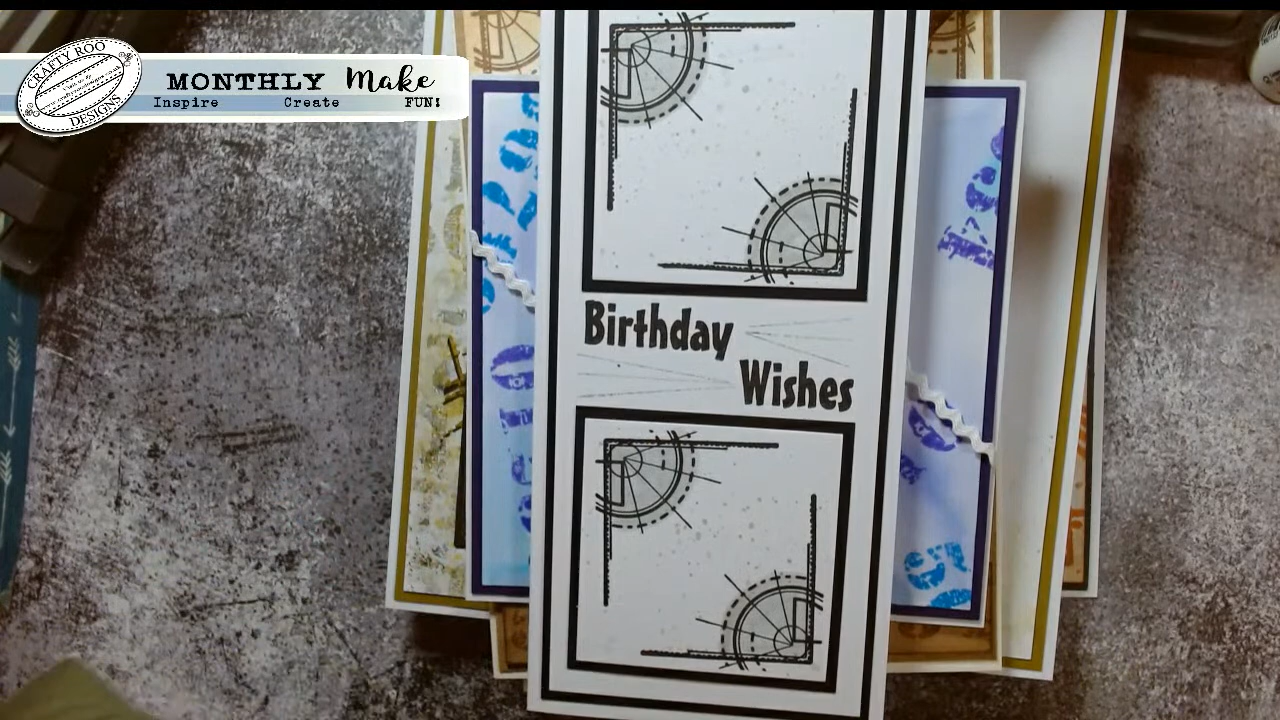 CRAFTY ROO
DESIGNS
MONTHLY Make
Inspire Create FUN!
Birthday
Wishes